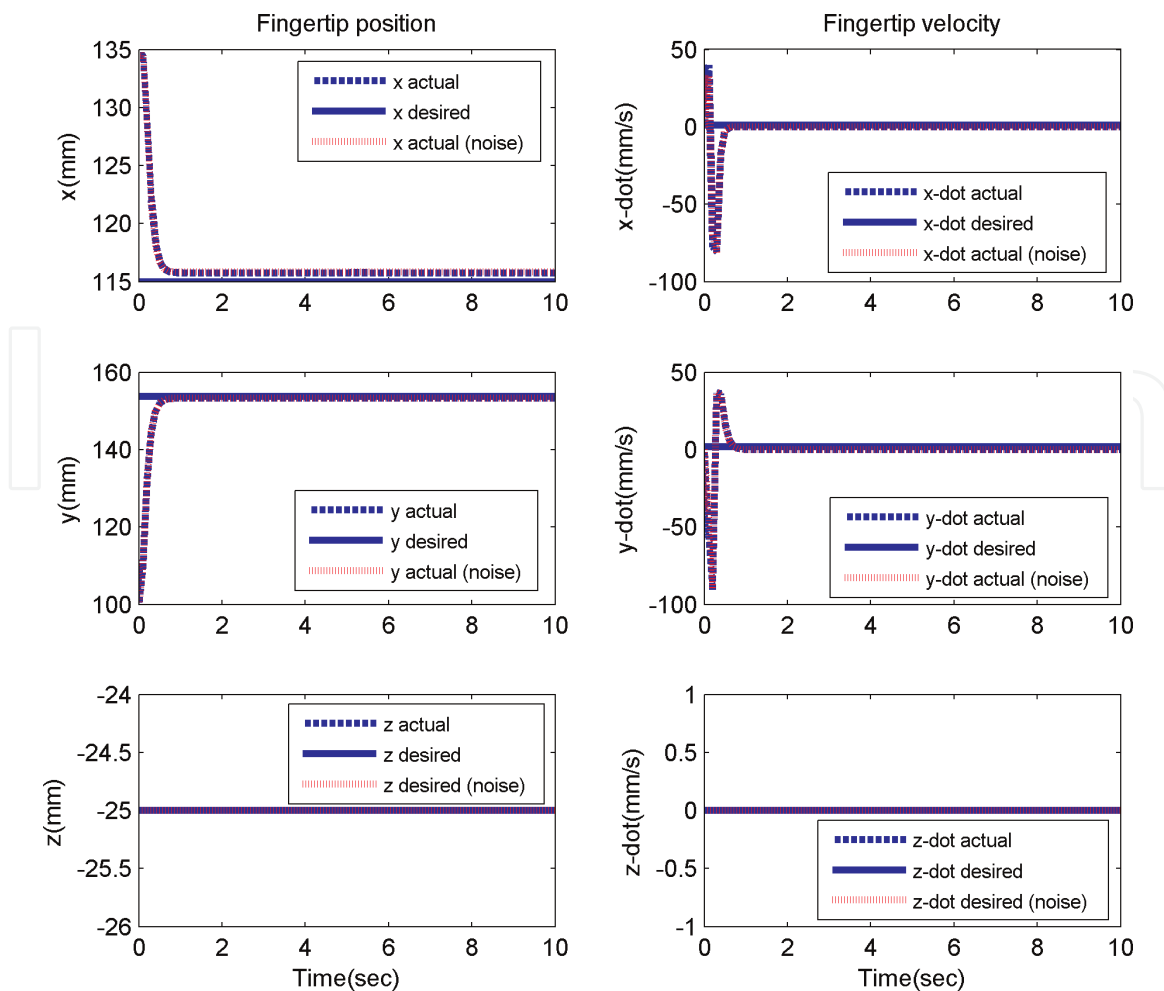 Fingertip position
Fingertip velocity
135
130
125
120
115
x(mm)
x actual
x desired
x actual (noise)
0 2 4 6 8 10
50
0
-50
-100
x-dot(mm/s)
x-dot actual
x-dot desired
x-dot actual (noise)
0 2 4 6 8 10
160
140
120
100
y(mm)
y actual
y desired
y actual (noise)
0 2 4 6 8 10
50
0
-50
-100
y-dot(mm/s)
y-dot actual
y-dot desired
y-dot actual (noise)
0 2 4 6 8 10
-24
-24.5
-25
-25.5
-26
z(mm)
z actual
z desired
z desired (noise)
0 2 4 6 8 10
Time(sec)
1
0.5
0
-0.5
-1
z-dot(mm/s)
z-dot actual
z-dot desired
z-dot desired (noise)
0 2 4 6 8 10
Time(sec)